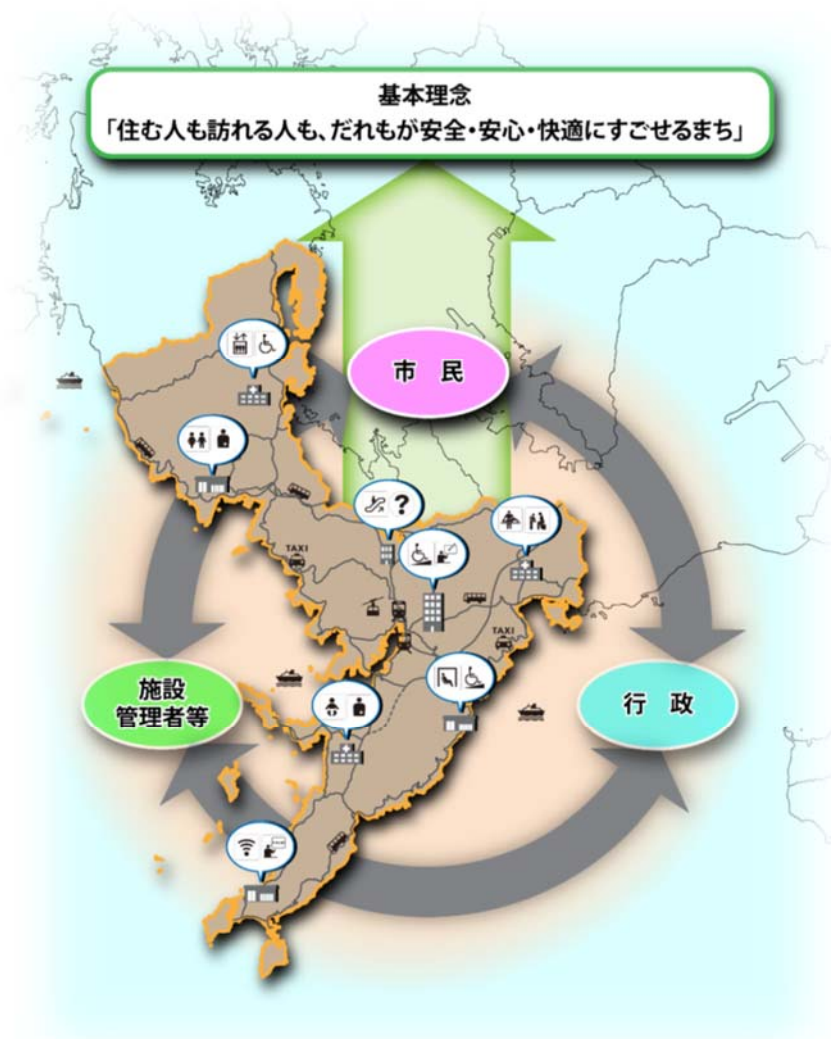 基本理念
「住む人も訪れる人も、だれもが安全・安心・快適にすごせるまち」
市　民
?
TAXI
TAXI
施設
管理者等
行　政